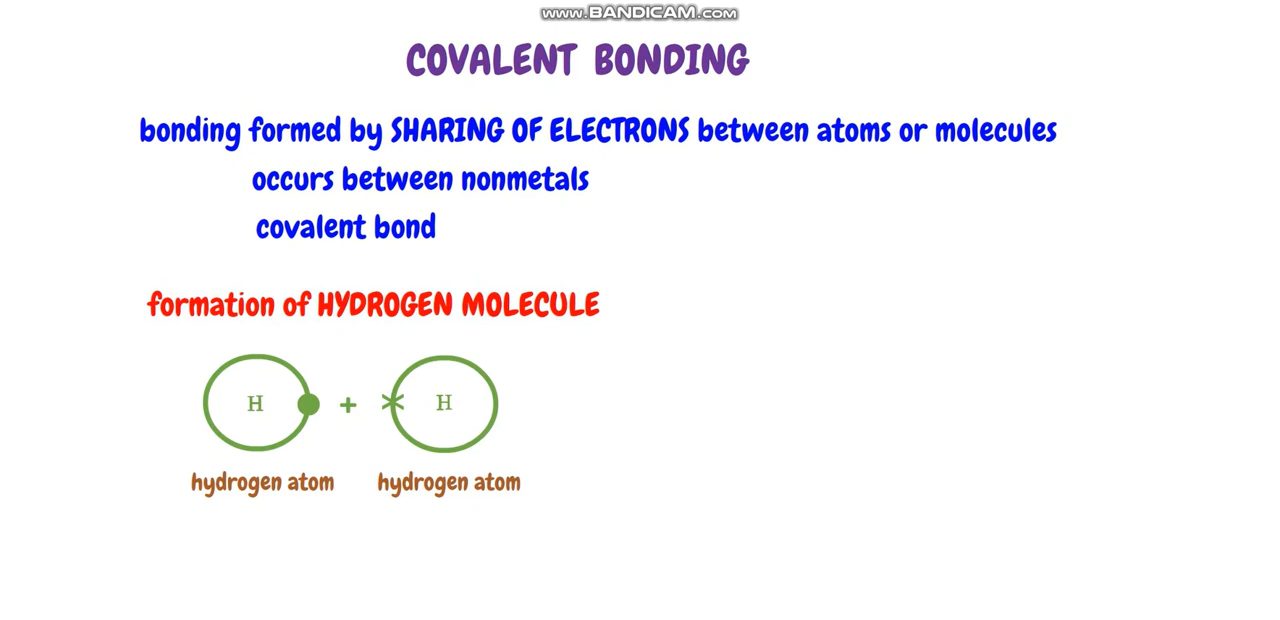 www.BANDICAM.com
COVALENT BONDING
bonding formed by SHARING OF ELECTRONS between atoms or molecules
occurs between nonmetals
covalent bond
formation of HYDROGEN MOLECULE
H + H
hydrogen atom hydrogen atom